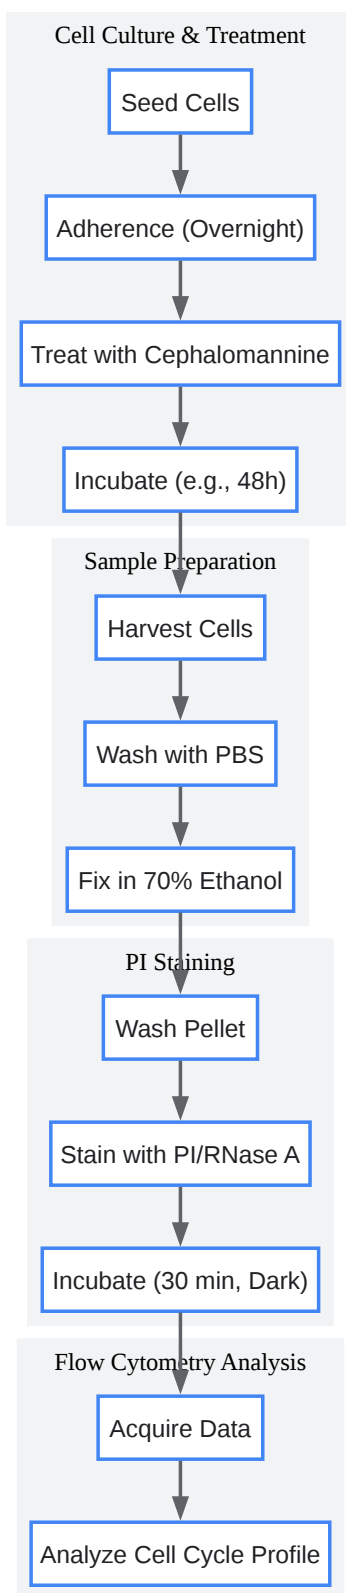 Cell Culture & Treatment
Seed Cells
Adherence (Overnight)
Treat with Cephalomannine
Incubate (e.g., 48h)
Sample Preparation
Harvest Cells
Wash with PBS
Fix in 70% Ethanol
PI Staining
Wash Pellet
Stain with PI/RNase A
Incubate (30 min, Dark)
Flow Cytometry Analysis
Acquire Data
Analyze Cell Cycle Profile